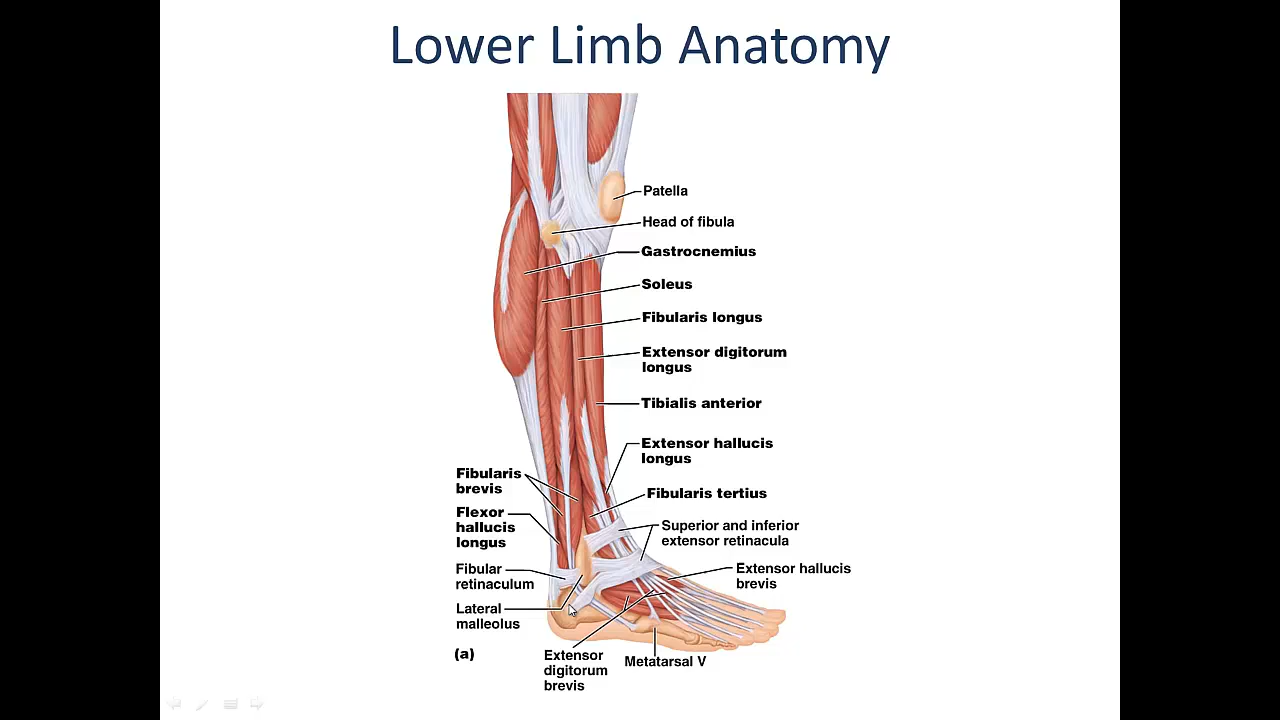 Lower Limb Anatomy
Patella
Head of fibula
Gastrocnemius
Soleus
Fibularis longus
Extensor digitorum
longus
Tibialis anterior
Extensor hallucis
longus
Fibularis
brevis
Fibularis tertius
Flexor
hallucis
longus
Superior and inferior
extensor retinacula
Fibular
retinaculum
Extensor hallucis
brevis
Lateral
malleolus
(a)
Extensor
digitorum
brevis
Metatarsal V